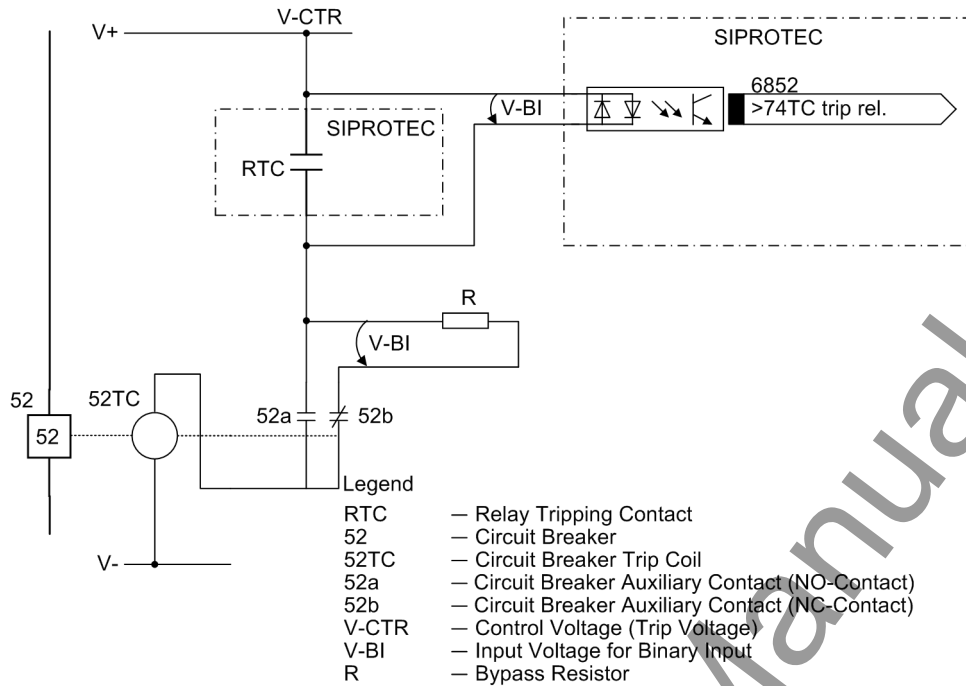 V-CTR
V+
SIPROTEC
6852
>74TC trip rel.
V-BI
SIPROTEC
RTC
R
V-BI
52
52TC
52a
52b
52
Legend
RTC — Relay Tripping Contact
52 — Circuit Breaker
52TC — Circuit Breaker Trip Coil
52a — Circuit Breaker Auxiliary Contact (NO-Contact)
52b — Circuit Breaker Auxiliary Contact (NC-Contact)
V-CTR — Control Voltage (Trip Voltage)
V-BI — Input Voltage for Binary Input
R — Bypass Resistor
V-
Manual